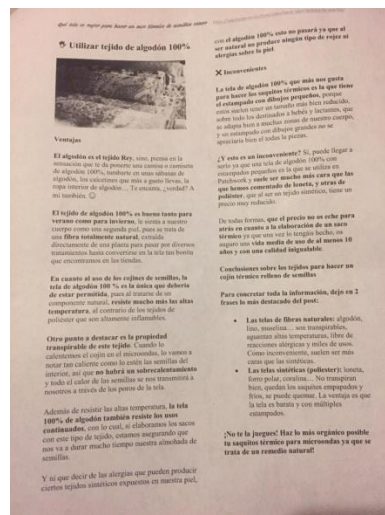 Qué tela es mejor para hacer un saco térmico de semillas casero
Utilizar tejido de algodón 100%
Ventajas
El algodón es el tejido Rey, sino, piensa en la
sensación que te da ponerte una camisa o camiseta
de algodón 100%, tumbarte en unas sábanas de
algodón, los calcetines que más a gusto llevas, la
ropa interior de algodón… Te encanta, ¿verdad? A
mi también. 🙂
El tejido de algodón 100% es bueno tanto para
verano como para invierno, le sienta a nuestro
cuerpo como una segunda piel, pues se trata de
una fibra totalmente natural, extraída
directamente de una planta para pasar por diversos
tratamientos hasta convertirse en la tela tan bonita
que encontramos en las tiendas.
En cuanto al uso de los cojines de semillas, la
tela de algodón 100 % es la única que debería
de estar permitida, pues al tratarse de un
componente natural, resiste mucho más las altas
temperatura, al contrario de los tejidos de
poliéster que son altamente inflamables.
Otro punto a destacar es la propiedad
transpirable de este tejido. Cuando lo
calentemos el cojín en el microondas, lo vamos a
notar tan caliente como lo estén las semillas del
interior, así que no habrá un sobrecalentamiento
y todo el calor de las semillas se nos transmitirá a
nosotros a través de los poros de la tela.
Además de resistir las altas temperatura, la tela
100% de algodón también resiste los usos
continuados, con lo cual, si elaboramos los sacos
con este tipo de tejido, estamos asegurando que
nos va a durar mucho tiempo nuestra almohada de
semillas.
Y ni que decir de las alergias que pueden producir
ciertos tejidos sintéticos expuestos en nuestra piel,
con el algodón 100% esto no pasará ya que al
ser natural no produce ningún tipo de rojez ni
alergias sobre la piel.
❌ Inconvenientes
La tela de algodón 100% que más nos gusta
para hacer los saquitos térmicos es la que tiene
el estampado con dibujos pequeños, porque
estos suelen tener un tamaño más bien reducido,
sobre todo los destinados a bebés y lactantes, que
se adapta bien a muchas zonas de nuestro cuerpo,
y un estampado con dibujos grandes no se
apreciaría bien el todas la piezas.
¿Y esto es un inconveniente? Sí, puede llegar a
serlo ya que una tela de algodón 100% con
estampados pequeños es la que se utiliza en
Patchwork y suele ser mucho más cara que las
que hemos comentado de loneta, y otras de
poliéster, que al ser un tejido sintético, tiene un
precio muy reducido.
De todas formas, que el precio no os eche para
atrás en cuanto a la elaboración de un saco
térmico ya que una vez lo tengáis hecho, os
seguro una vida media de uso de al menos 10
años y con una calidad inigualable.
Conclusiones sobre los tejidos para hacer un
cojín térmico relleno de semillas
Para concretar toda la información, dejo en 2
frases lo más destacado del post:
• Las telas de fibras naturales: algodón,
lino, muselina… son transpirables,
aguantan altas temperaturas, libre de
reacciones alérgicas y miles de usos.
Como inconveniente, suelen ser más
caras que las sintéticas.
• Las telas sintéticas (poliester): loneta,
forro polar, coralina… No transpiran
bien, quedan los saquitos empapados y
fríos, se puede quemar. La ventaja es que
la tela es barata y con múltiples
estampados.
¡No te la juegues! Haz lo más orgánico posible
tu saquitos térmico para microondas ya que se
trata de un remedio natural!